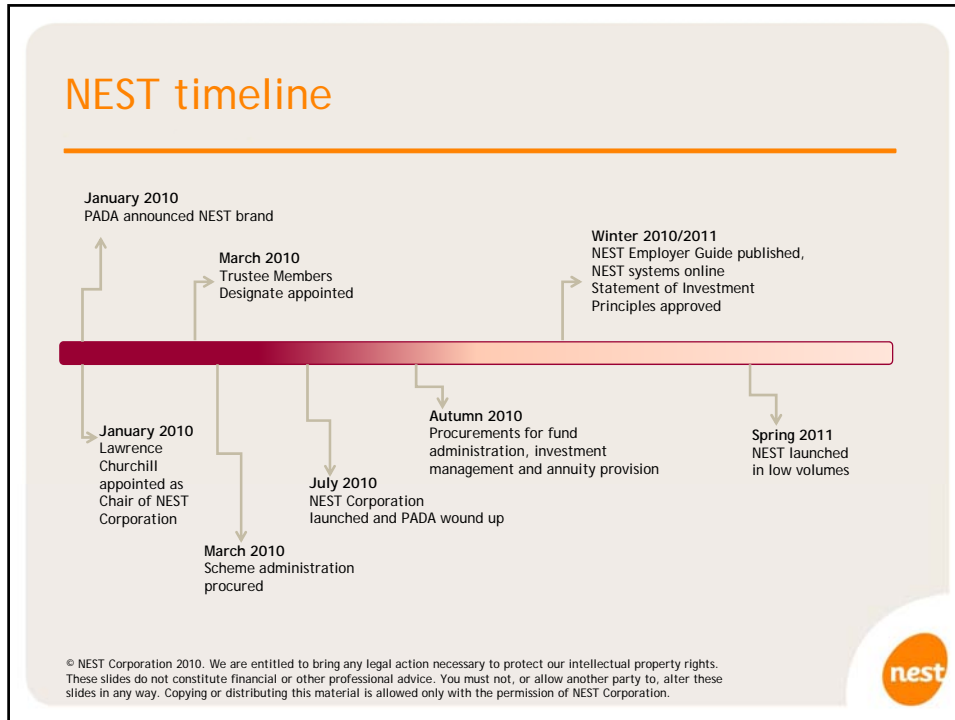 NEST timeline
January 2010
PADA announced NEST brand
March 2010
Trustee Members
Designate appointed
Winter 2010/2011
NEST Employer Guide published,
NEST systems online
Statement of Investment
Principles approved
January 2010
Lawrence
Churchill
appointed as
Chair of NEST
Corporation
March 2010
Scheme administration
procured
July 2010
NEST Corporation
launched and PADA wound up
Autumn 2010
Procurements for fund
administration, investment
management and annuity provision
Spring 2011
NEST launched
in low volumes
© NEST Corporation 2010. We are entitled to bring any legal action necessary to protect our intellectual property rights.
These slides do not constitute financial or other professional advice. You must not, or allow another party to, alter these
slides in any way. Copying or distributing this material is allowed only with the permission of NEST Corporation.
nest